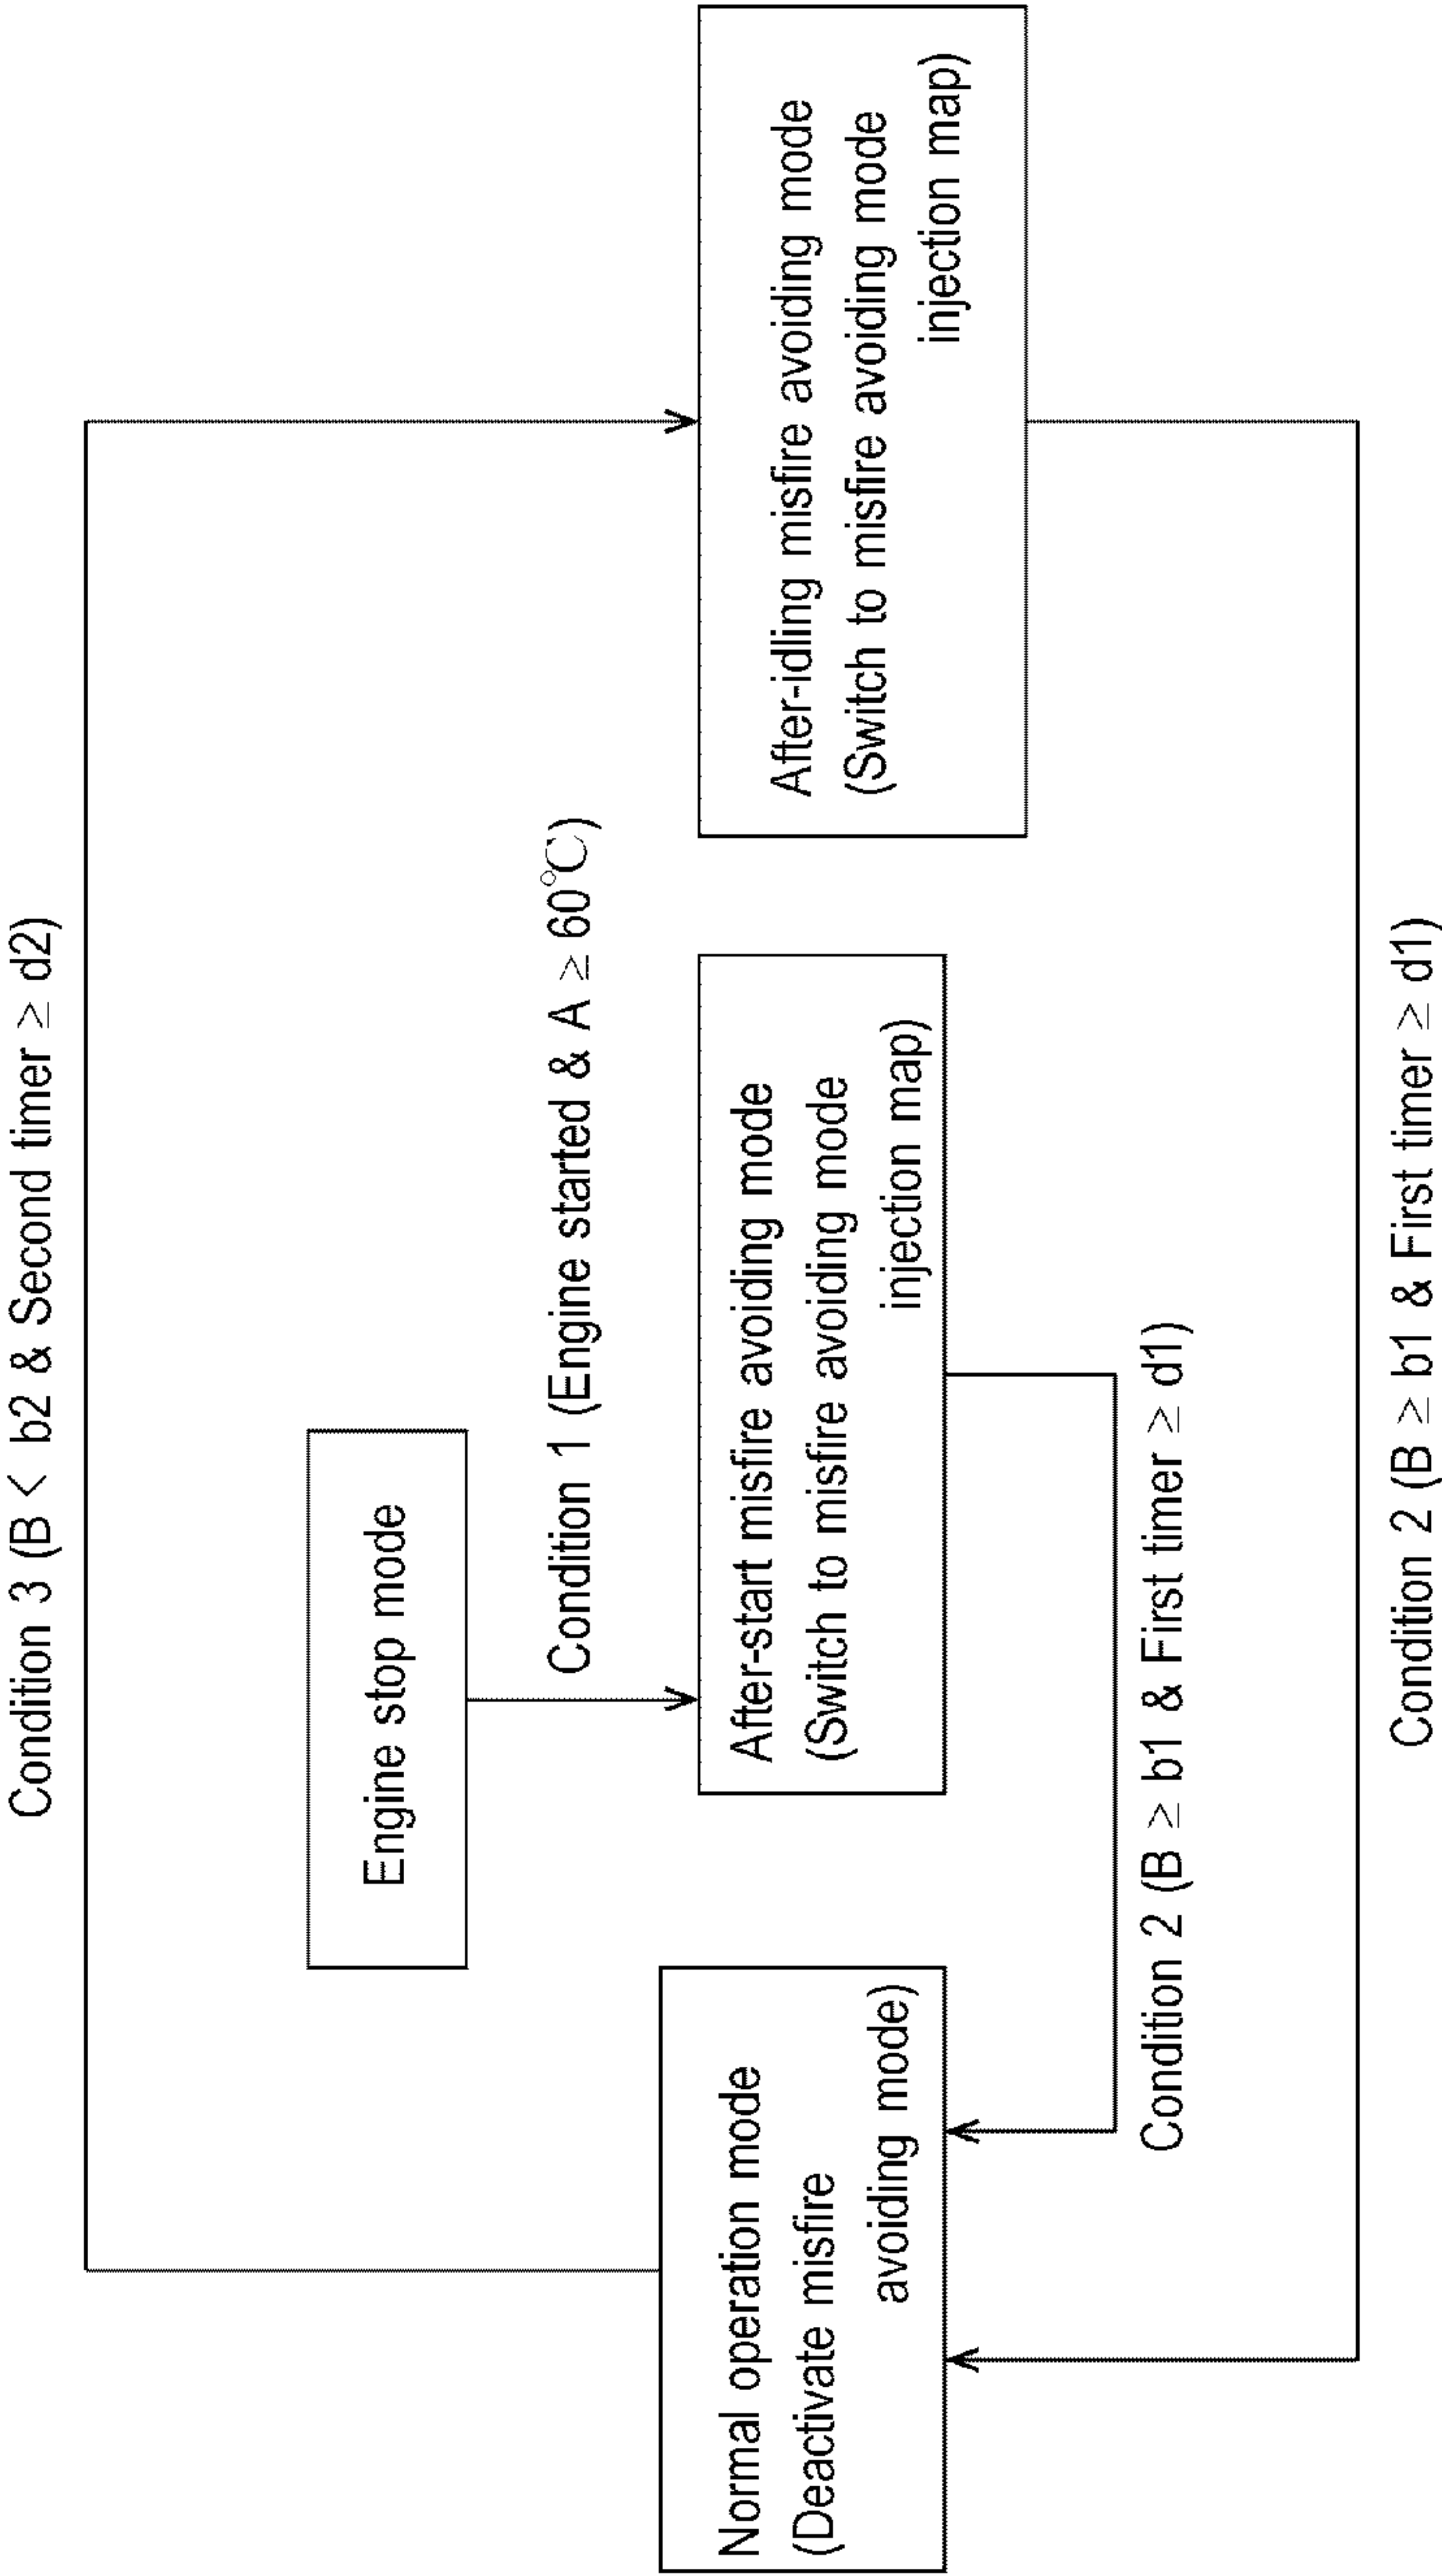 Condition 3 (B < b2 & Second timer ≥ d2)
Engine stop mode
Condition 1 (Engine started & A ≥ 60°C)
Normal operation mode
(Deactivate misfire
avoiding mode)
After-start misfire avoiding mode
(Switch to misfire avoiding mode
injection map)
After-idling misfire avoiding mode
(Switch to misfire avoiding mode
injection map)
Condition 2 (B ≥ b1 & First timer ≥ d1)
Condition 2 (B ≥ b1 & First timer ≥ d1)